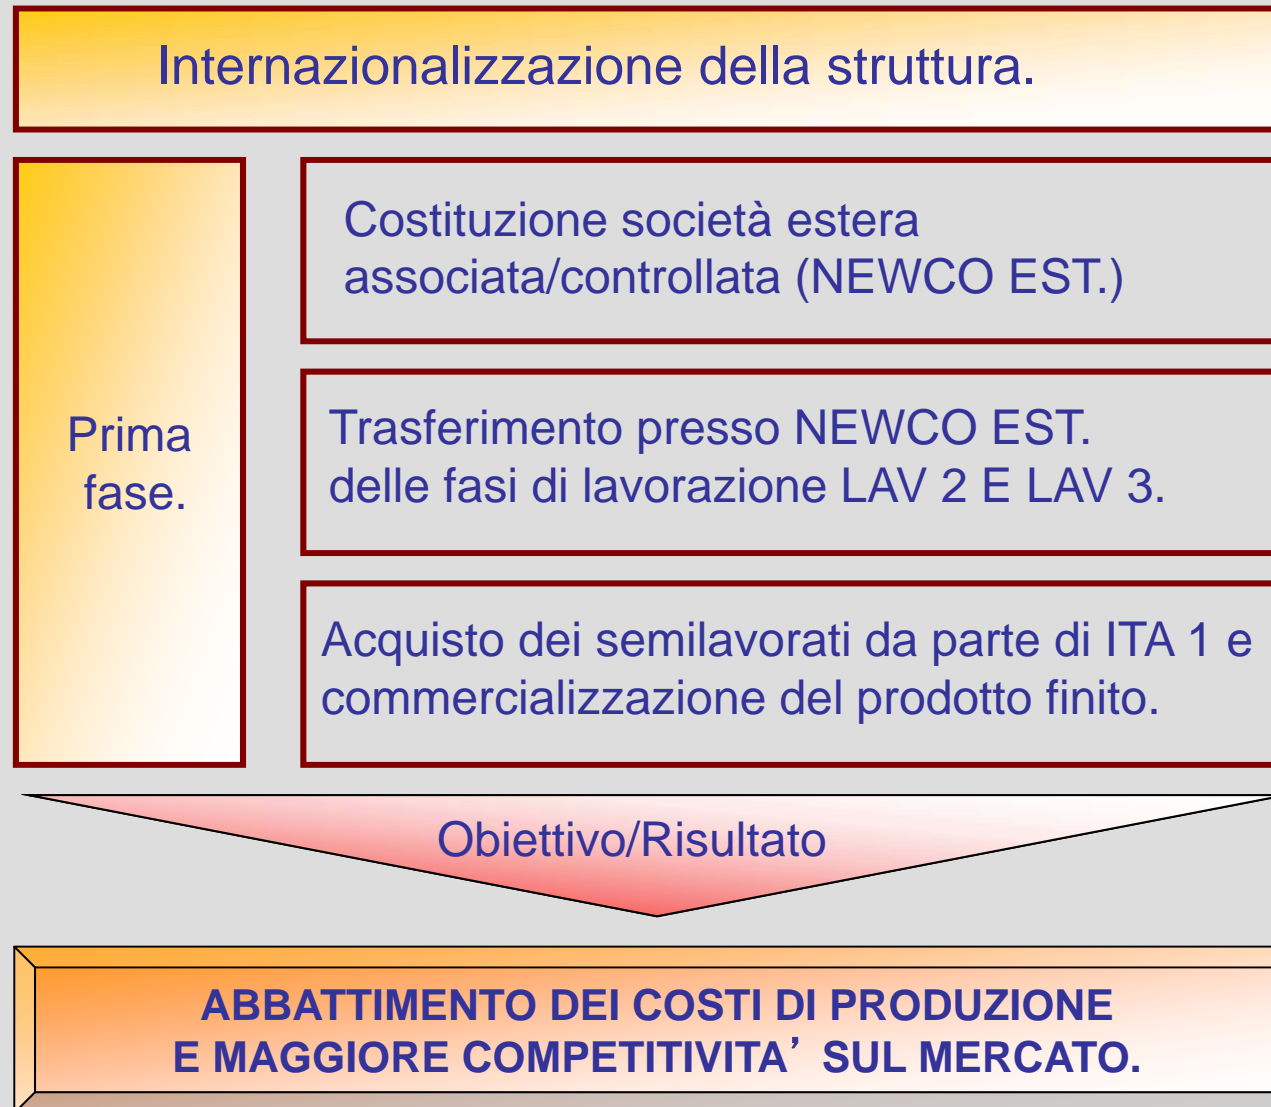 Internazionalizzazione della struttura.
Prima
fase.
Costituzione società estera
associata/controllata (NEWCO EST.)
Trasferimento presso NEWCO EST.
delle fasi di lavorazione LAV 2 E LAV 3.
Acquisto dei semilavorati da parte di ITA 1 e
commercializzazione del prodotto finito.
Obiettivo/Risultato
ABBATTIMENTO DEI COSTI DI PRODUZIONE
E MAGGIORE COMPETITIVITA’ SUL MERCATO.